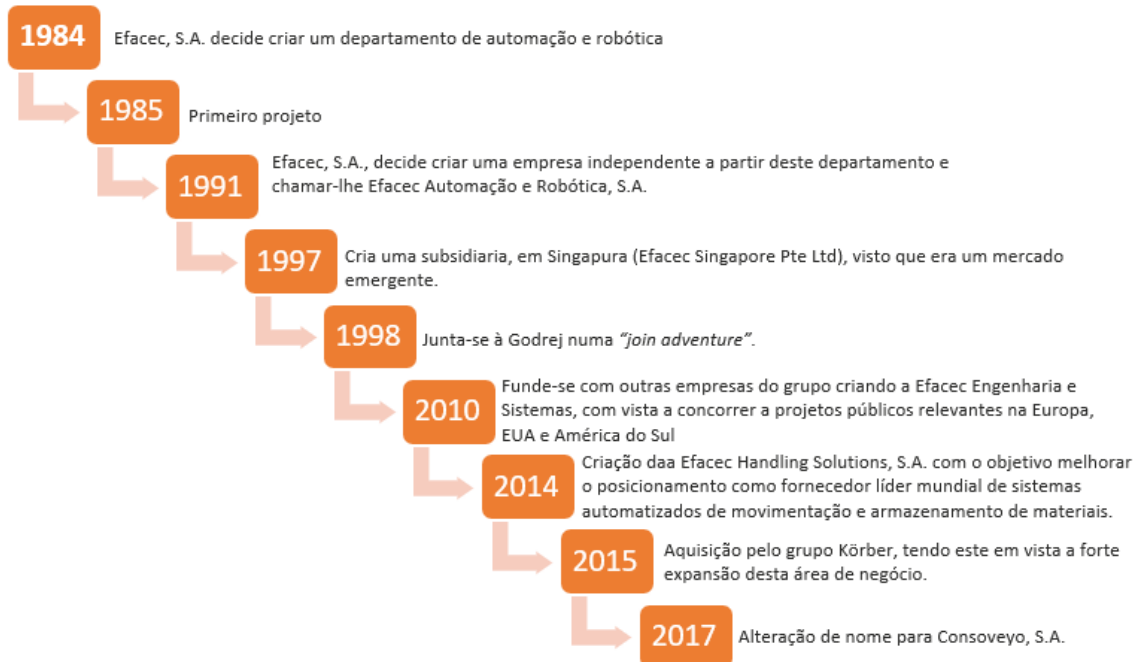 1984
Efacec, S.A. decide criar um departamento de automação e robótica
1985
Primeiro projeto
1991
Efacec, S.A., decide criar uma empresa independente a partir deste departamento e
chamar-lhe Efacec Automação e Robótica, S.A.
1997
Cria uma subsidiaria, em Singapura (Efacec Singapore Pte Ltd), visto que era um mercado
emergente.
1998
Junta-se à Godrej numa “join adventure”.
2010
Funde-se com outras empresas do grupo criando a Efacec Engenharia e
Sistemas, com vista a concorrer a projetos públicos relevantes na Europa,
EUA e América do Sul
2014
Criação daa Efacec Handling Solutions, S.A. com o objetivo melhorar
o posicionamento como fornecedor líder mundial de sistemas
automatizados de movimentação e armazenamento de materiais.
2015
Aquisição pelo grupo Körber, tendo este em vista a forte
expansão desta área de negócio.
2017
Alteração de nome para Consoveyo, S.A.